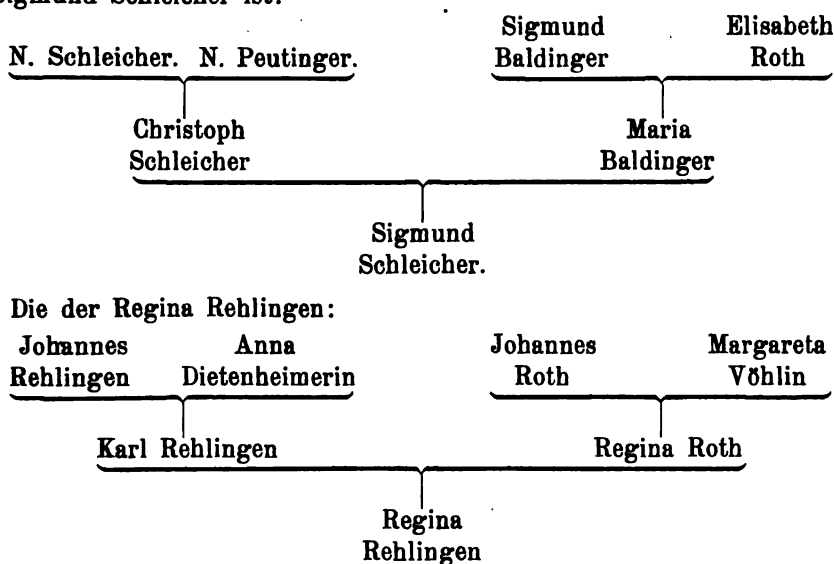 Sigmund Schleicher ist:
Sigmund Elisabeth
N. Schleicher. N. Peutinger. Baldinger Roth
Christoph Maria
Schleicher Baldinger
Sigmund
Schleicher.
Die der Regina Rehlingen:
Johannes Anna Johannes Margareta
Rehlingen Dietenheimerin Roth Vöhlin
Karl Rehlingen Regina Roth
Regina
Rehlingen